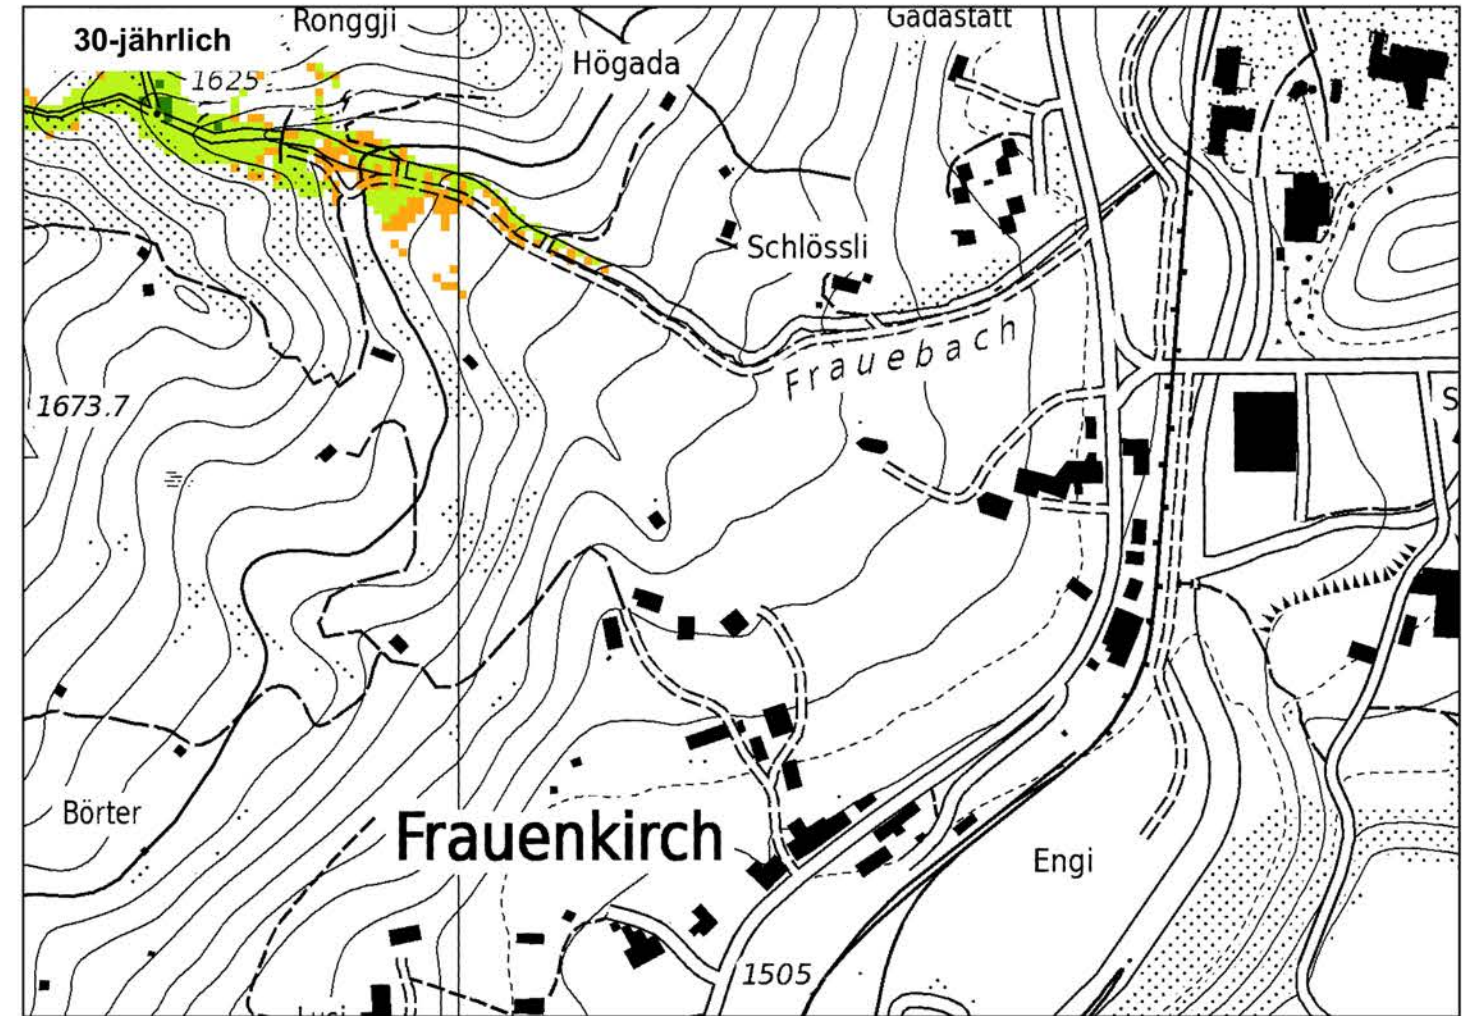 Ronggji
Gadastatt
30-jährlich
Högada
1625
Schlössli
Frauebach
1673.7
S
Börter
Frauenkirch
Engi
1505